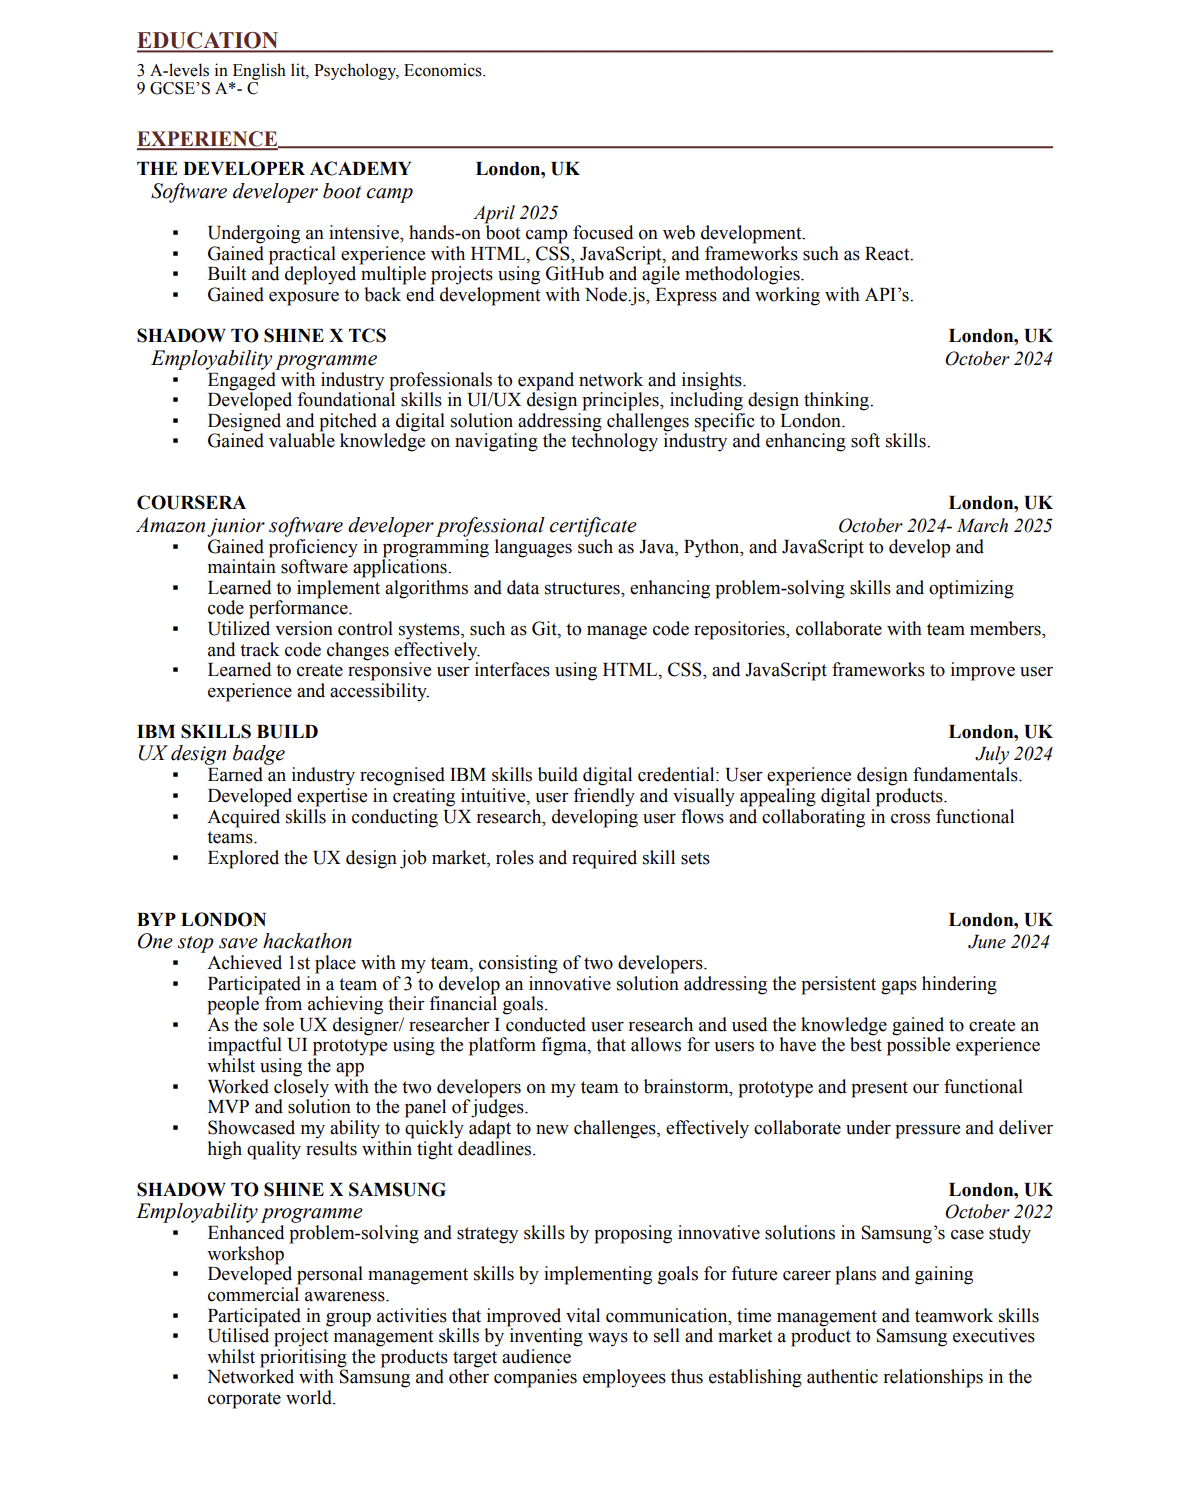 EDUCATION
3 A-levels in English lit, Psychology, Economics.
9 GCSE’S A*- C
EXPERIENCE
THE DEVELOPER ACADEMY London, UK
Software developer boot camp
April 2025
▪ Undergoing an intensive, hands-on boot camp focused on web development.
▪ Gained practical experience with HTML, CSS, JavaScript, and frameworks such as React.
▪ Built and deployed multiple projects using GitHub and agile methodologies.
▪ Gained exposure to back end development with Node.js, Express and working with API’s.
SHADOW TO SHINE X TCS London, UK
Employability programme October 2024
▪ Engaged with industry professionals to expand network and insights.
▪ Developed foundational skills in UI/UX design principles, including design thinking.
▪ Designed and pitched a digital solution addressing challenges specific to London.
▪ Gained valuable knowledge on navigating the technology industry and enhancing soft skills.
COURSERA London, UK
Amazon junior software developer professional certificate October 2024- March 2025
▪ Gained proficiency in programming languages such as Java, Python, and JavaScript to develop and
maintain software applications.
▪ Learned to implement algorithms and data structures, enhancing problem-solving skills and optimizing
code performance.
▪ Utilized version control systems, such as Git, to manage code repositories, collaborate with team members,
and track code changes effectively.
▪ Learned to create responsive user interfaces using HTML, CSS, and JavaScript frameworks to improve user
experience and accessibility.
IBM SKILLS BUILD London, UK
UX design badge July 2024
▪ Earned an industry recognised IBM skills build digital credential: User experience design fundamentals.
▪ Developed expertise in creating intuitive, user friendly and visually appealing digital products.
▪ Acquired skills in conducting UX research, developing user flows and collaborating in cross functional
teams.
▪ Explored the UX design job market, roles and required skill sets
BYP LONDON London, UK
One stop save hackathon June 2024
▪ Achieved 1st place with my team, consisting of two developers.
▪ Participated in a team of 3 to develop an innovative solution addressing the persistent gaps hindering
people from achieving their financial goals.
▪ As the sole UX designer/ researcher I conducted user research and used the knowledge gained to create an
impactful UI prototype using the platform figma, that allows for users to have the best possible experience
whilst using the app
▪ Worked closely with the two developers on my team to brainstorm, prototype and present our functional
MVP and solution to the panel of judges.
▪ Showcased my ability to quickly adapt to new challenges, effectively collaborate under pressure and deliver
high quality results within tight deadlines.
SHADOW TO SHINE X SAMSUNG London, UK
Employability programme October 2022
▪ Enhanced problem-solving and strategy skills by proposing innovative solutions in Samsung’s case study
workshop
▪ Developed personal management skills by implementing goals for future career plans and gaining
commercial awareness.
▪ Participated in group activities that improved vital communication, time management and teamwork skills
▪ Utilised project management skills by inventing ways to sell and market a product to Samsung executives
whilst prioritising the products target audience
▪ Networked with Samsung and other companies employees thus establishing authentic relationships in the
corporate world.